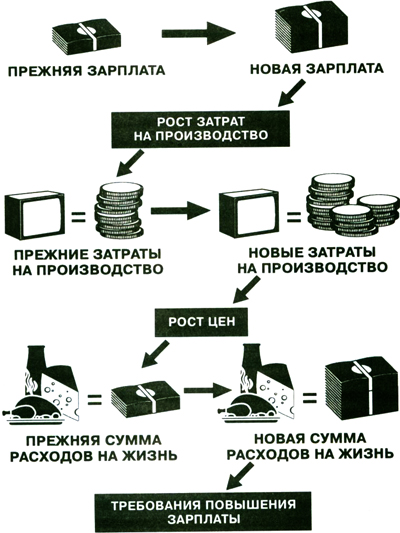 ПРЕЖНЯЯ ЗАРПЛАТА
НОВАЯ ЗАРПЛАТА
РОСТ ЗАТРАТ
НА ПРОИЗВОДСТВО
=
=
ПРЕЖНИЕ ЗАТРАТЫ
НА ПРОИЗВОДСТВО
НОВЫЕ ЗАТРАТЫ
НА ПРОИЗВОДСТВО
РОСТ ЦЕН
=
=
ПРЕЖНЯЯ СУММА
РАСХОДОВ НА ЖИЗНЬ
НОВАЯ СУММА
РАСХОДОВ НА ЖИЗНЬ
ТРЕБОВАНИЯ ПОВЫШЕНИЯ
ЗАРПЛАТЫ